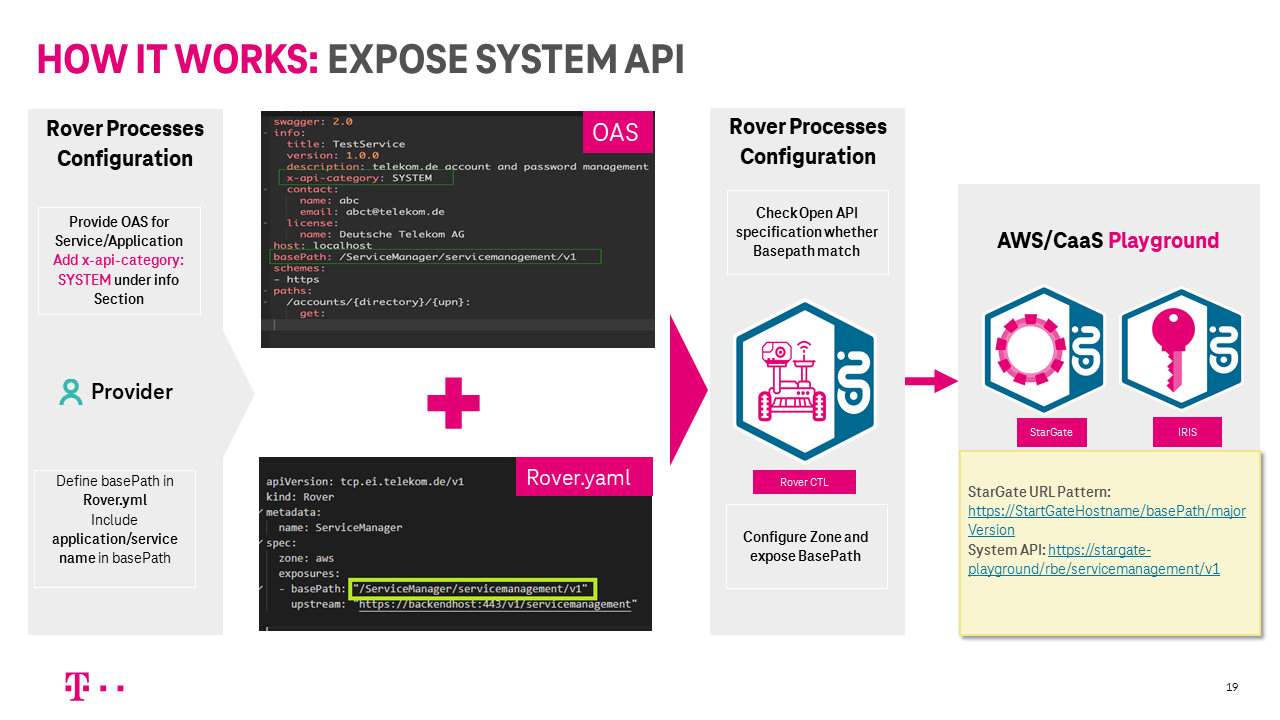 HOW IT WORKS: EXPOSE SYSTEM API
Rover Processes
Configuration
Provide OAS for
Service/Application
Add x-api-category:
SYSTEM under info
Section
Provider
Define basePath in
Rover.yml
Include
application/service
name in basePath
OAS
swagger: 2.0
info:
title: TestService
version: 1.0.0
description: telekom.de account and password management
x-api-category: SYSTEM
contact:
name: abc
email: abct@telekom.de
license:
name: Deutsche Telekom AG
host: localhost
basePath: /ServiceManager/servicemanagement/v1
schemes:
- https
paths:
/accounts/{directory}/{upn}:
get:
Rover.yaml
apiVersion: tcp.ei.telekom.de/v1
kind: Rover
metadata:
name: ServiceManager
spec:
zone: aws
exposures:
- basePath: "/ServiceManager/servicemanagement/v1"
upstream: "https://backendhost:443/v1/servicemanagement"
Rover Processes
Configuration
Check Open API
specification whether
Basepath match
Rover CTL
Configure Zone and
expose BasePath
AWS/CaaS Playground
StarGate
IRIS
StarGate URL Pattern:
https://StartGateHostname/basePath/major
Version
System API: https://stargate-
playground/rbe/servicemanagement/v1
T
19